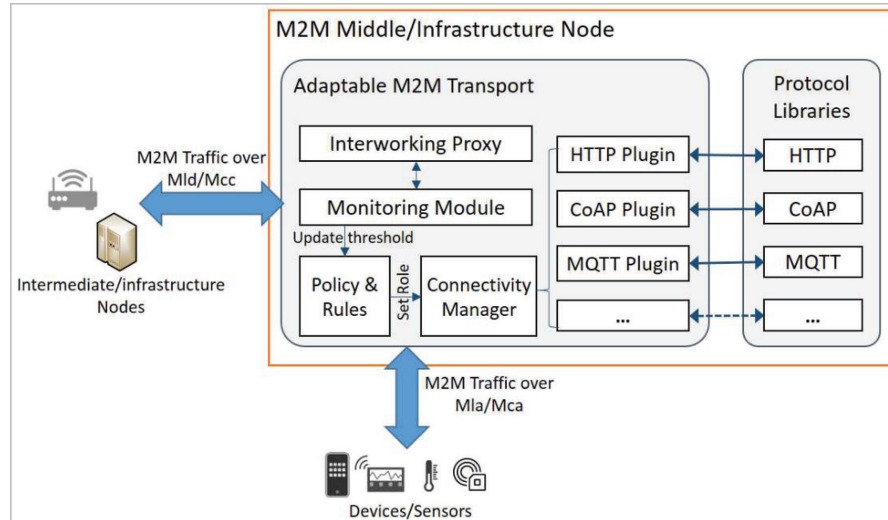 M2M Middle/Infrastructure Node
Adaptable M2M Transport
Protocol
Libraries
Interworking Proxy
Monitoring Module
Update threshold
Policy &
Rules
Set Role
Connectivity
Manager
HTTP Plugin
CoAP Plugin
MQTT Plugin
...
HTTP
CoAP
MQTT
...
M2M Traffic over
Mld/Mcc
Intermediate/infrastructure
Nodes
M2M Traffic over
Mla/Mca
Devices/Sensors